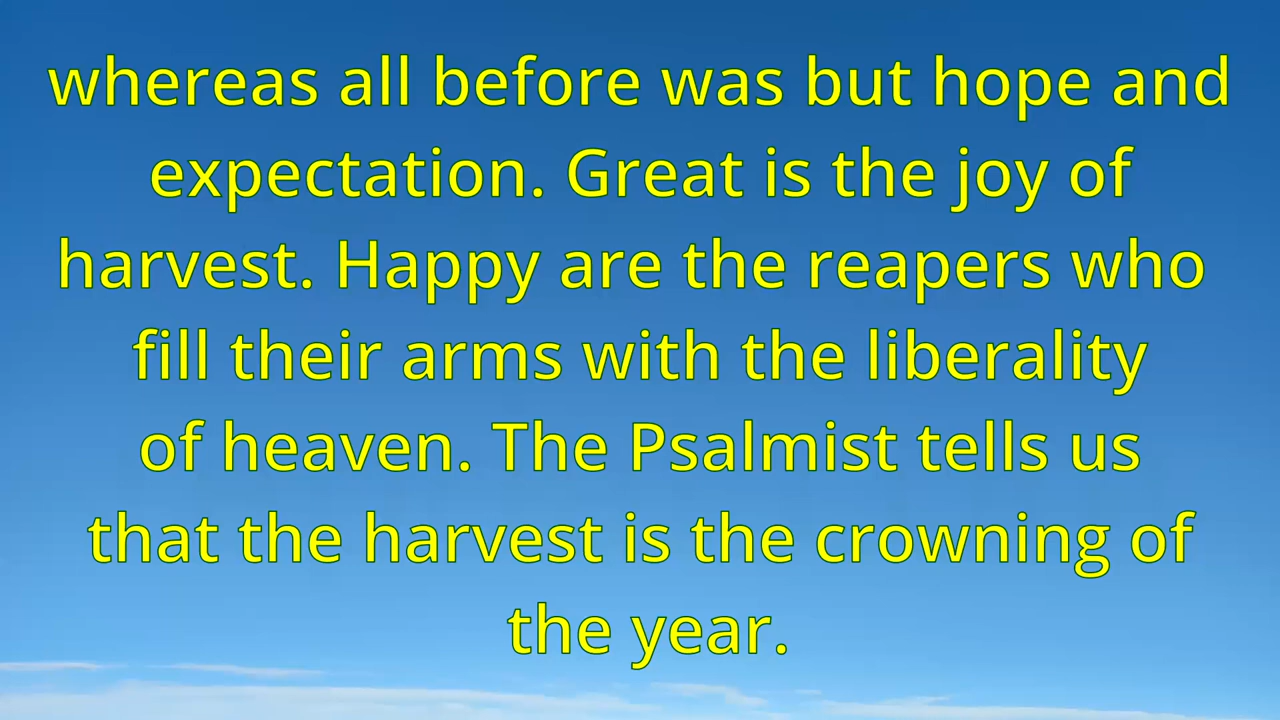 whereas all before was but hope and
expectation. Great is the joy of
harvest. Happy are the reapers who
fill their arms with the liberality
of heaven. The Psalmist tells us
that the harvest is the crowning of
the year.